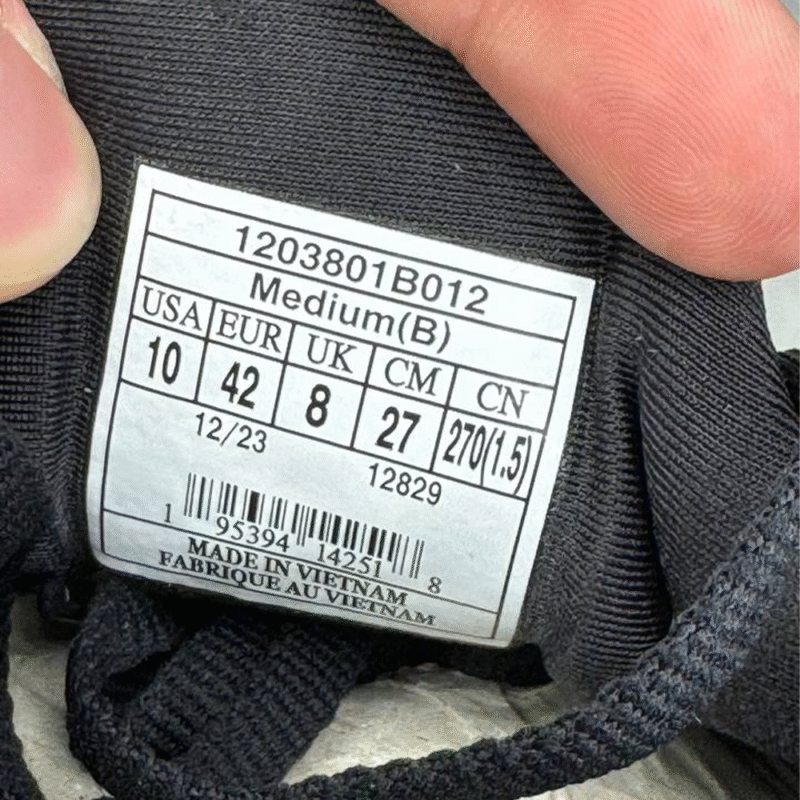 1203801B012
Medium(B)
USA EUR UK CM CN
10 42 8 27 270(1.5)
12/23
12829
1 95394 14251 8
MADE IN VIETNAM
FABRIQUE AU VIETNAM